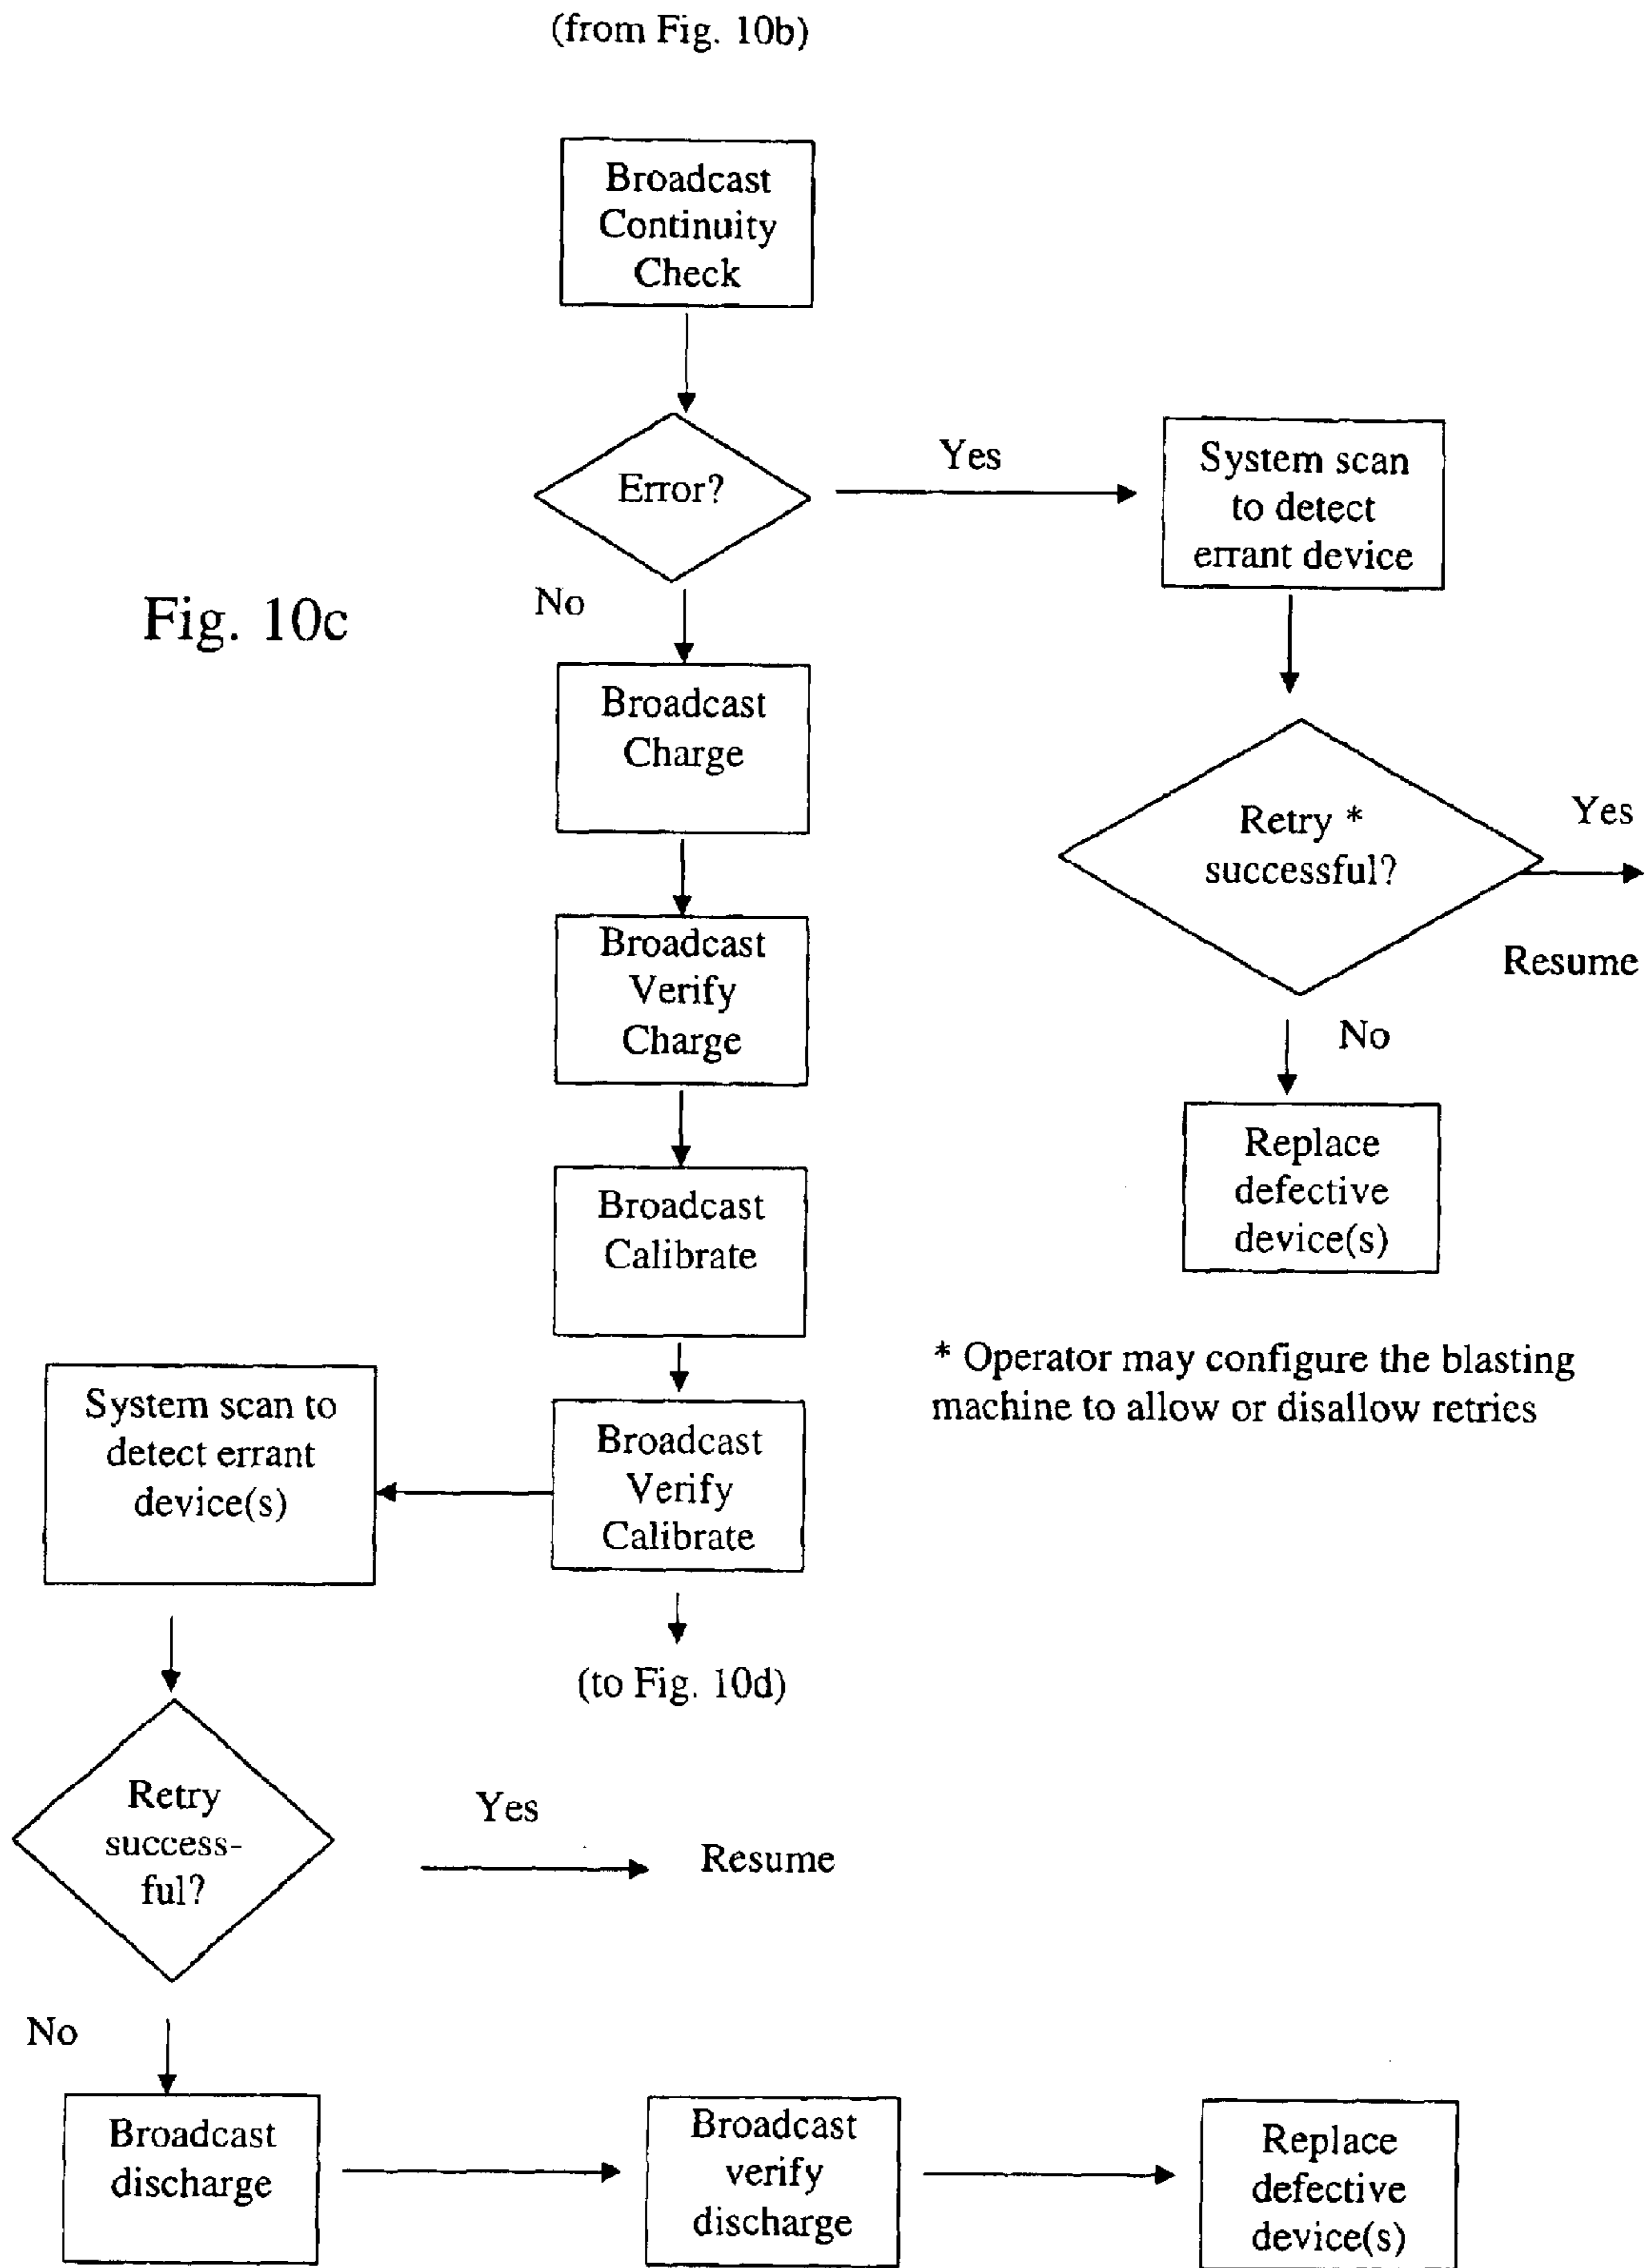 (from Fig. 10b)
Broadcast
Continuity
Check
Error?
Yes
System scan
to detect
errant device
No
Fig. 10c
Broadcast
Charge
Retry *
successful?
Yes
Resume
Broadcast
Verify
Charge
No
Replace
defective
device(s)
Broadcast
Calibrate
* Operator may configure the blasting
machine to allow or disallow retries
System scan to
detect errant
device(s)
Broadcast
Verify
Calibrate
(to Fig. 10d)
Retry
success-
ful?
Yes
Resume
No
Broadcast
discharge
Broadcast
verify
discharge
Replace
defective
device(s)